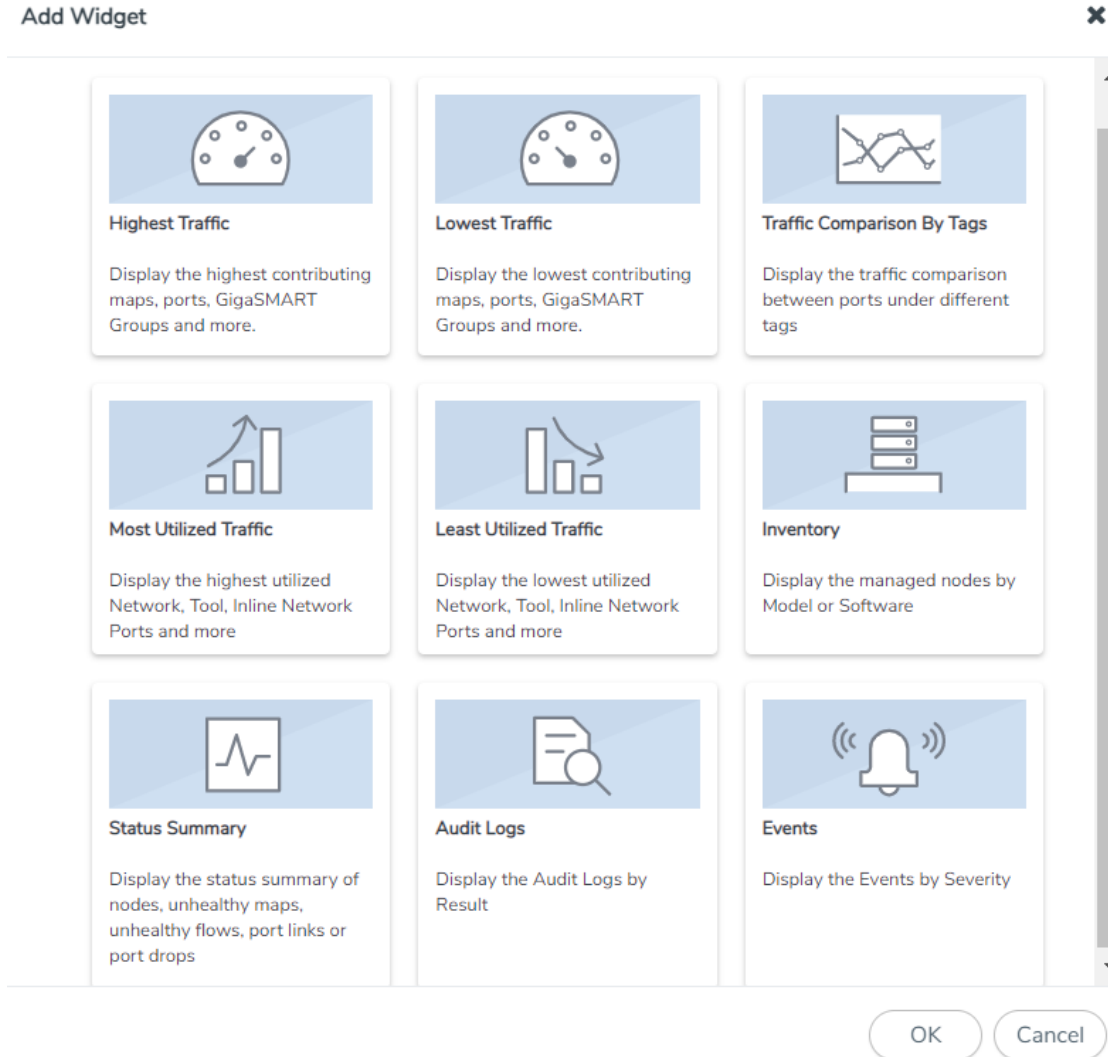 Add Widget
Highest Traffic
Display the highest contributing
maps, ports, GigaSMART
Groups and more.
Lowest Traffic
Display the lowest contributing
maps, ports, GigaSMART
Groups and more.
Traffic Comparison By Tags
Display the traffic comparison
between ports under different
tags
Most Utilized Traffic
Display the highest utilized
Network, Tool, Inline Network
Ports and more
Least Utilized Traffic
Display the lowest utilized
Network, Tool, Inline Network
Ports and more
Inventory
Display the managed nodes by
Model or Software
Status Summary
Display the status summary of
nodes, unhealthy maps,
unhealthy flows, port links or
port drops
Audit Logs
Display the Audit Logs by
Result
Events
Display the Events by Severity
OK
Cancel